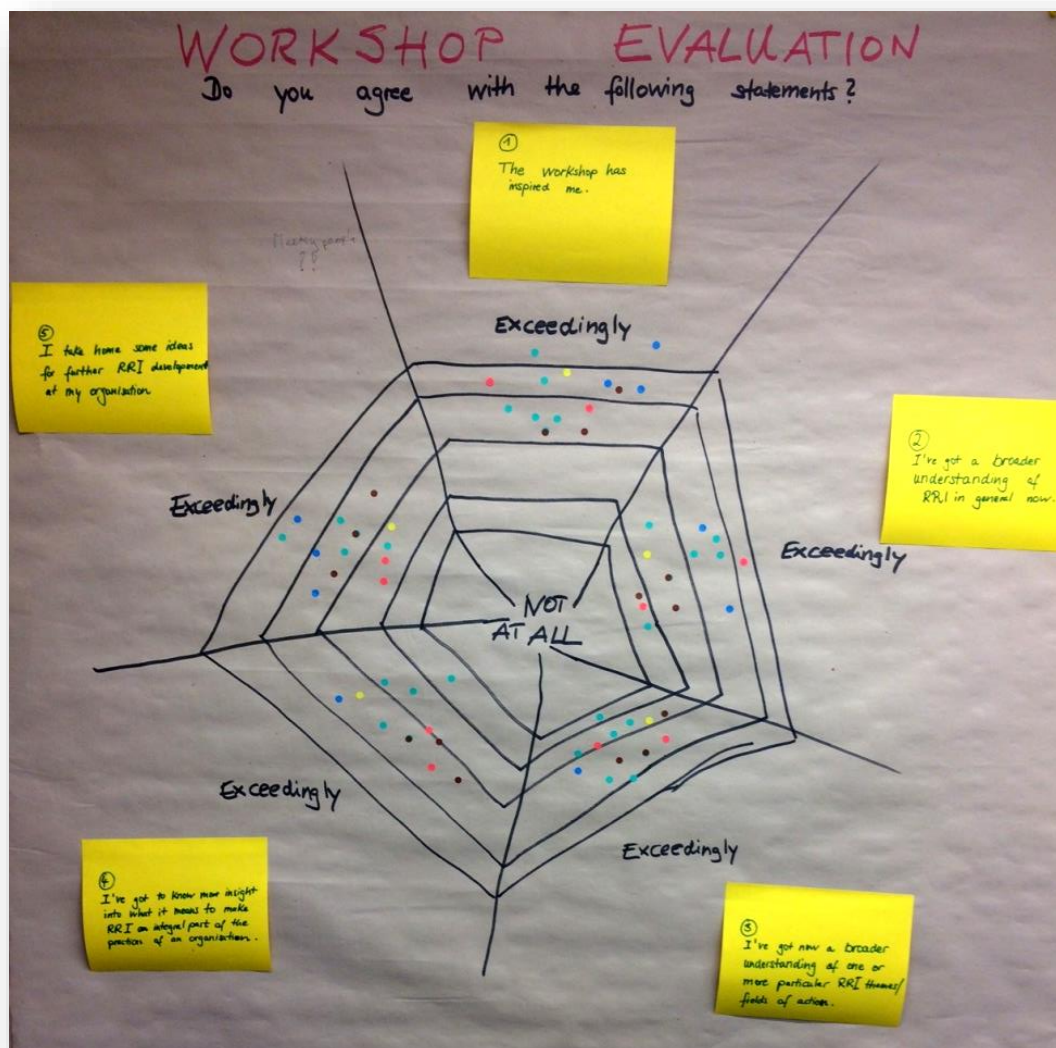 WORKSHOP EVALUATION
Do you agree with the following statements?
①
The workshop has
inspired me.
Exceedingly
②
I've got a broader
understanding of
RRI in general now.
Exceedingly
③
I've got now a broader
understanding of one or
more particular RRI themes/
fields of action.
Exceedingly
④
I've got to know more insight
into what it means to make
RRI an integral part of the
practice of an organisation.
Exceedingly
⑤
I take home some ideas
for further RRI development
at my organisation
Exceedingly
NOT
AT ALL